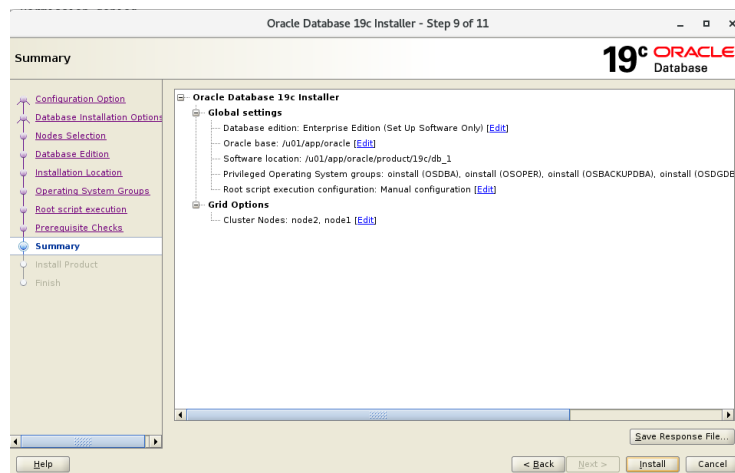 Oracle Database 19c Installer - Step 9 of 11
Summary
19c ORACLE
Database
Configuration Option
Database Installation Options
Nodes Selection
Database Edition
Installation Location
Operating System Groups
Root script execution
Prerequisite Checks
Summary
Install Product
Finish
Oracle Database 19c Installer
Global settings
Database edition: Enterprise Edition (Set Up Software Only) [Edit]
Oracle base: /u01/app/oracle [Edit]
Software location: /u01/app/oracle/product/19c/db_1
Privileged Operating System groups: oinstall (OSDBA), oinstall (OSOPER), oinstall (OSBACKUPDBA), oinstall (OSDGDB
Root script execution configuration: Manual configuration [Edit]
Grid Options
Cluster Nodes: node2, node1 [Edit]
Save Response File...
Help
< Back
Next >
Install
Cancel